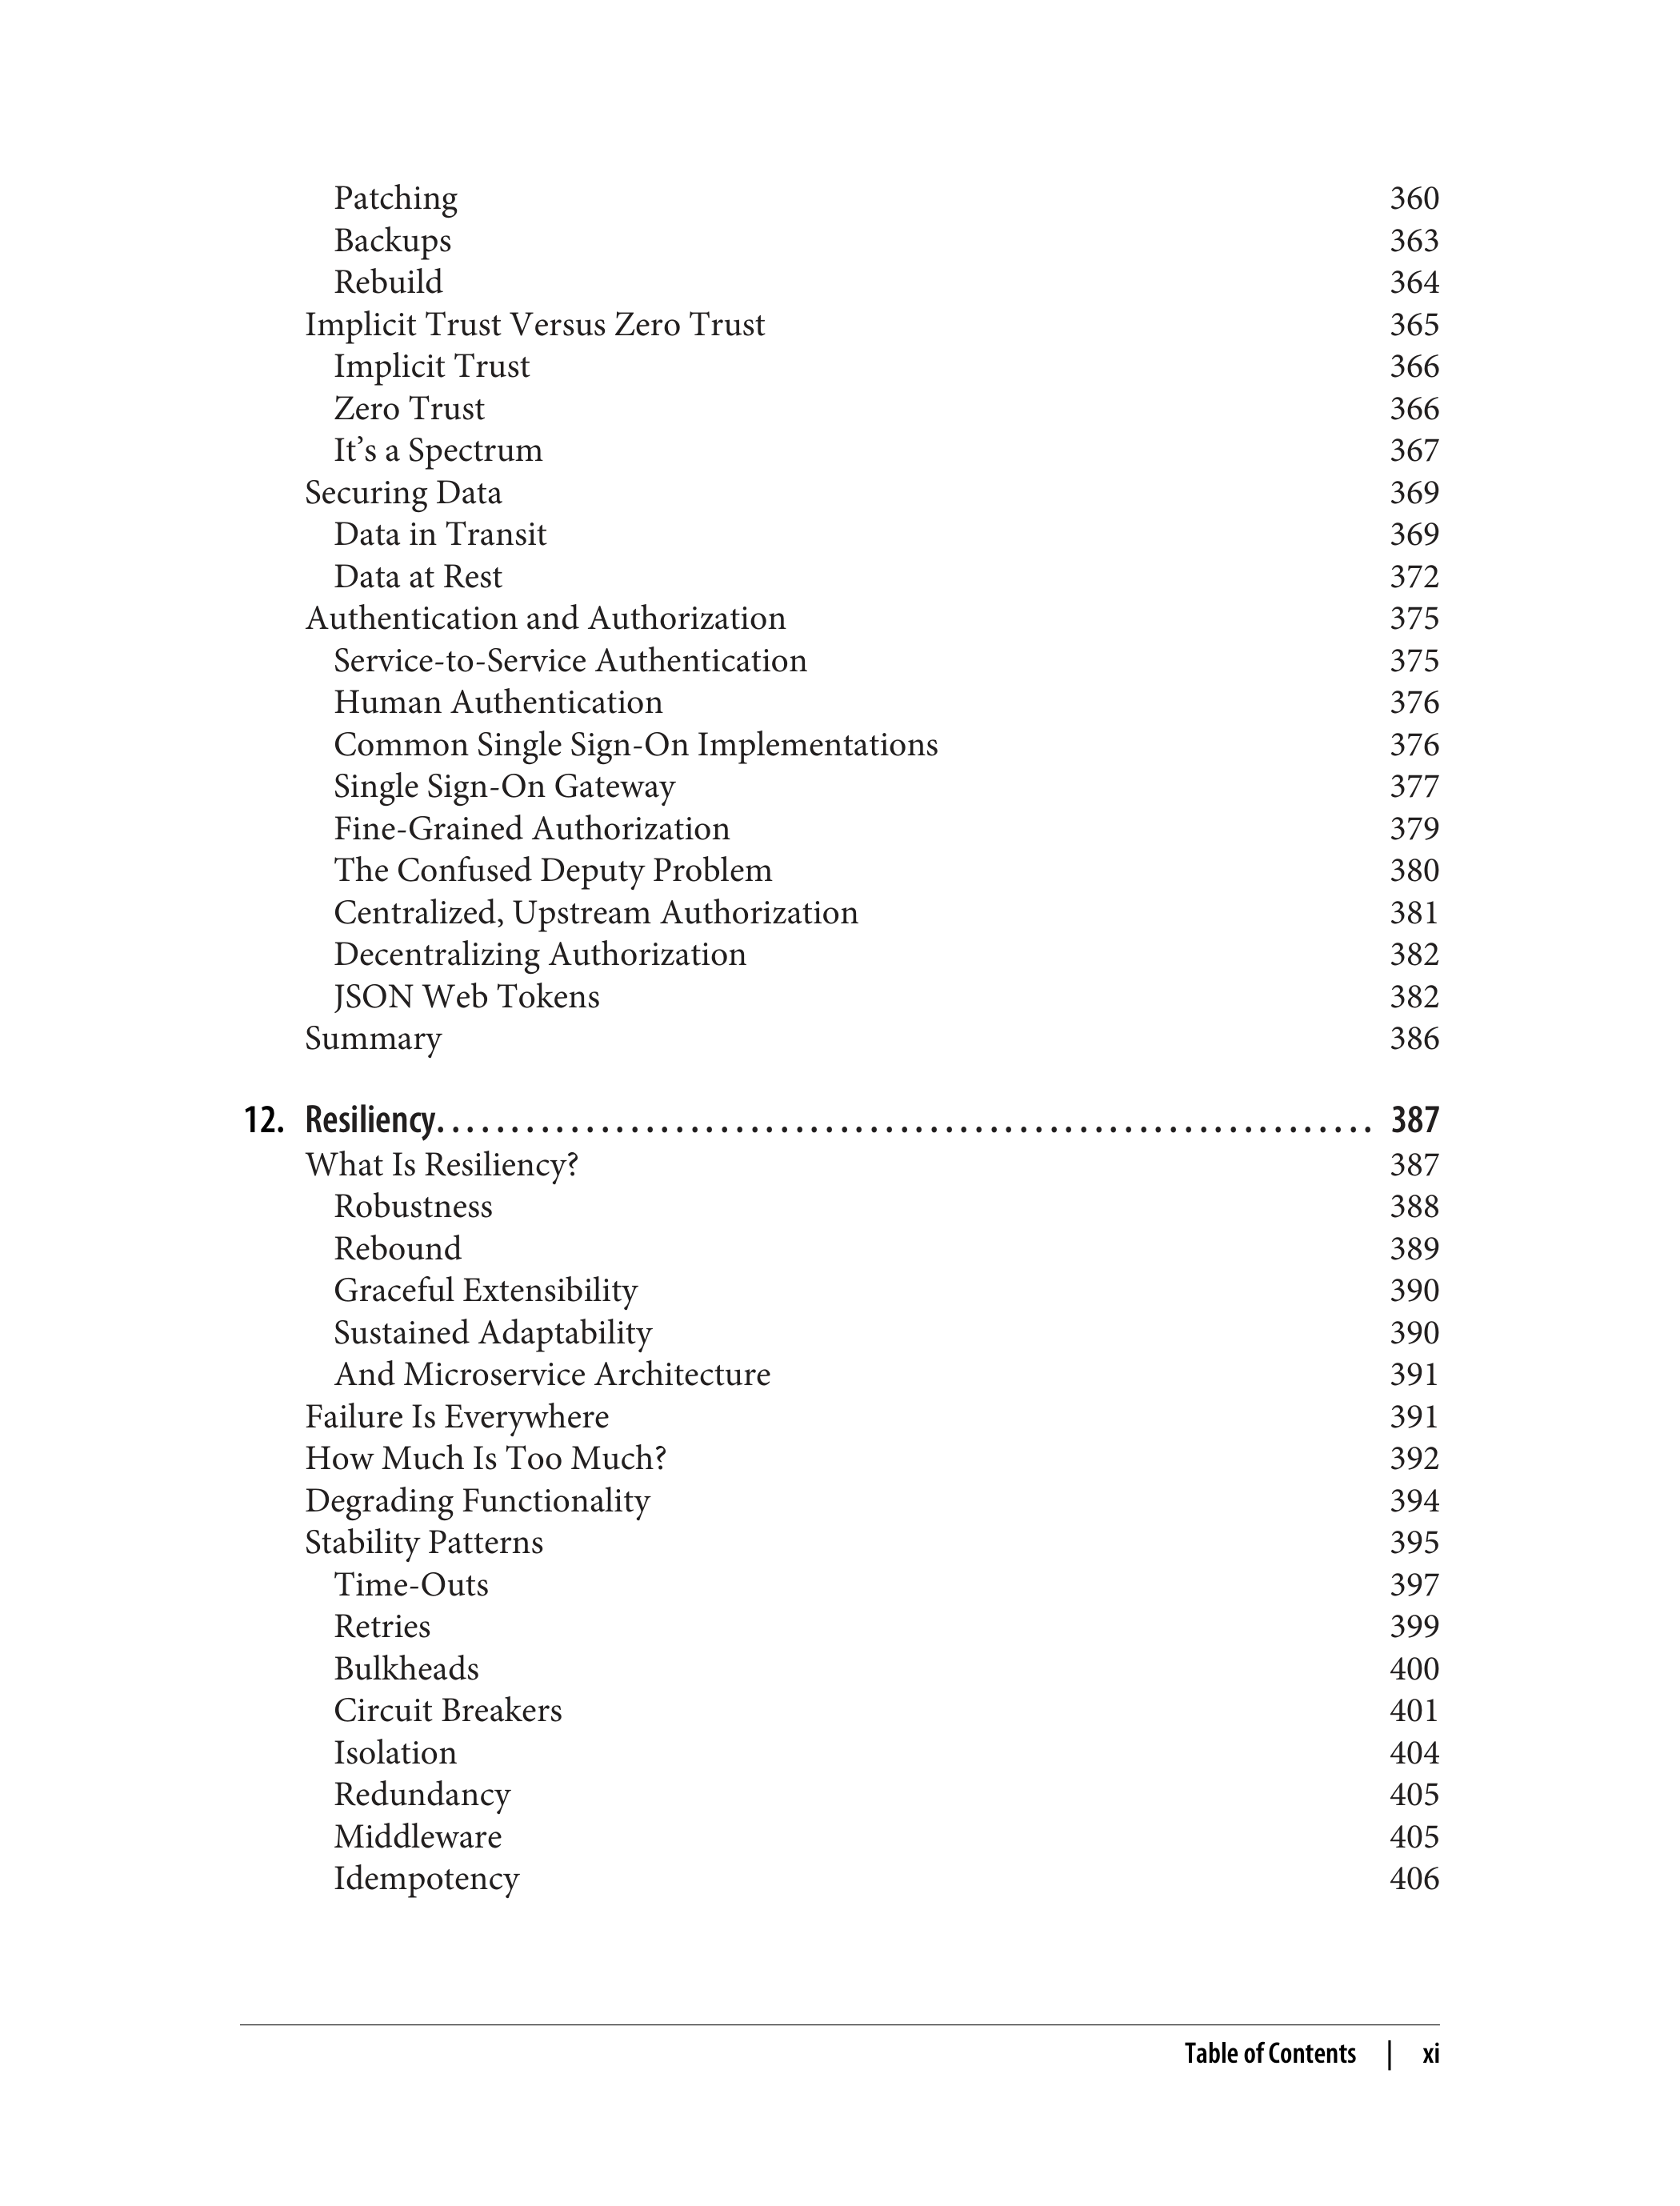 Patching 360
Backups 363
Rebuild 364
Implicit Trust Versus Zero Trust 365
Implicit Trust 366
Zero Trust 366
It’s a Spectrum 367
Securing Data 369
Data in Transit 369
Data at Rest 372
Authentication and Authorization 375
Service-to-Service Authentication 375
Human Authentication 376
Common Single Sign-On Implementations 376
Single Sign-On Gateway 377
Fine-Grained Authorization 379
The Confused Deputy Problem 380
Centralized, Upstream Authorization 381
Decentralizing Authorization 382
JSON Web Tokens 382
Summary 386
12. Resiliency. . . . . . . . . . . . . . . . . . . . . . . . . . . . . . . . . . . . . . . . . . . . . . . . . . . . . . . . . . . . . . . 387
What Is Resiliency? 387
Robustness 388
Rebound 389
Graceful Extensibility 390
Sustained Adaptability 390
And Microservice Architecture 391
Failure Is Everywhere 391
How Much Is Too Much? 392
Degrading Functionality 394
Stability Patterns 395
Time-Outs 397
Retries 399
Bulkheads 400
Circuit Breakers 401
Isolation 404
Redundancy 405
Middleware 405
Idempotency 406
Table of Contents | xi